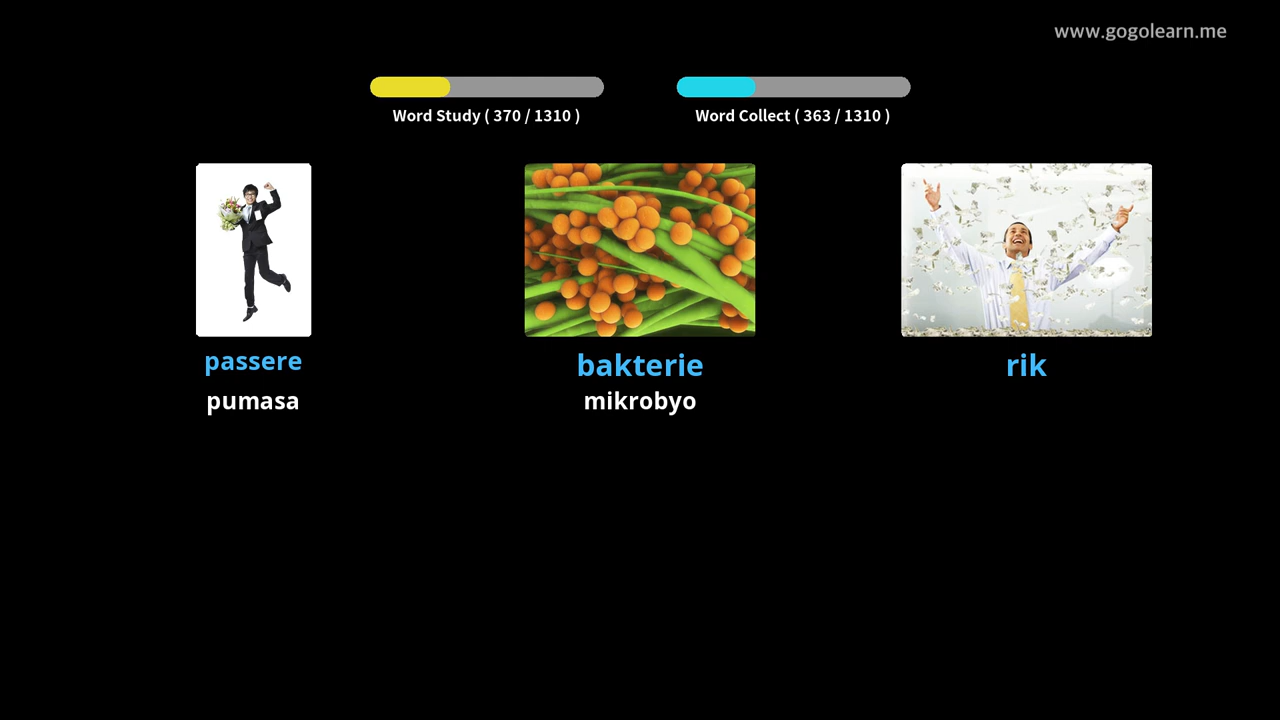 www.gogolearn.me
Word Study ( 370 / 1310 )
Word Collect ( 363 / 1310 )
passere
pumasa
bakterie
mikrobyo
rik